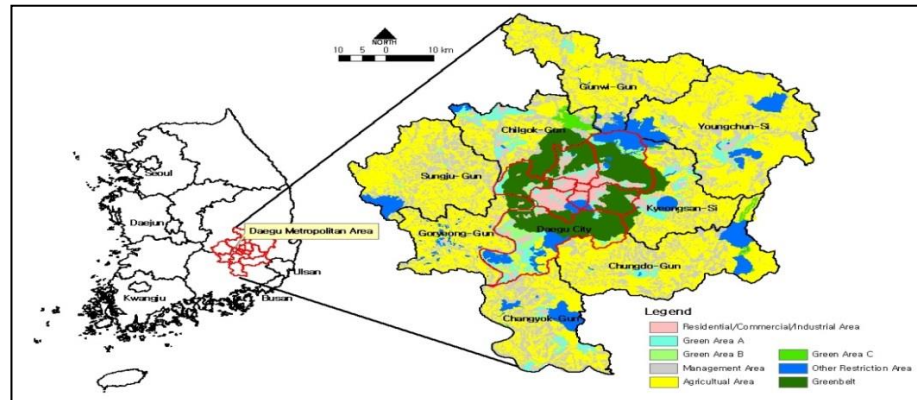 NORTH
10 5 0 10 km
Seoul
Daejun
Daegu Metropolitan Area
Ulsan
Kwangju
Busan
Gunwi-Gun
Youngchun-Si
Chilgok-Gun
Sungju-Gun
Kyeongsan-Si
Goryeong-Gun
Daegu City
Chungdo-Gun
Changyok-Gun
Legend
Residential/Commercial/Industrial Area
Green Area A
Green Area B
Green Area C
Management Area
Other Restriction Area
Agricultual Area
Greenbelt